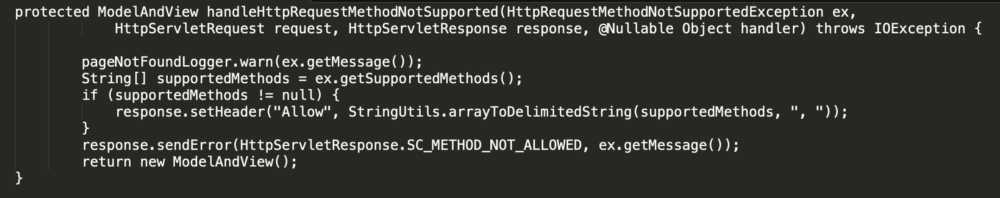 protected ModelAndView handleHttpRequestMethodNotSupported(HttpRequestMethodNotSupportedException ex,
            HttpServletRequest request, HttpServletResponse response, @Nullable Object handler) throws IOException {

        pageNotFoundLogger.warn(ex.getMessage());
        String[] supportedMethods = ex.getSupportedMethods();
        if (supportedMethods != null) {
            response.setHeader("Allow", StringUtils.arrayToDelimitedString(supportedMethods, ", "));
        }
        response.sendError(HttpServletResponse.SC_METHOD_NOT_ALLOWED, ex.getMessage());
        return new ModelAndView();
}